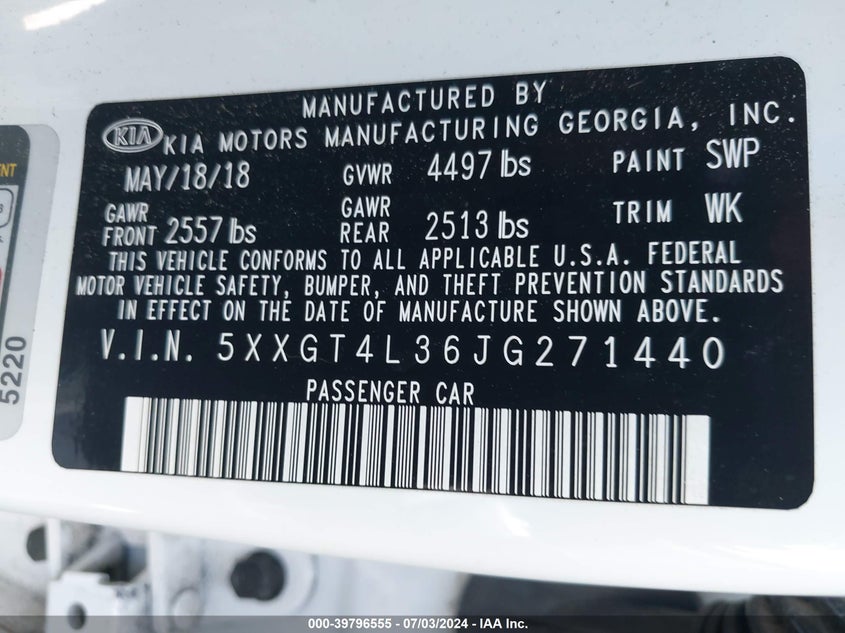 MANUFACTURED BY
KIA KIA MOTORS MANUFACTURING GEORGIA, INC.
MAY/18/18 GVWR 4497 lbs PAINT SWP
GAWR FRONT 2557 lbs GAWR REAR 2513 lbs TRIM WK
THIS VEHICLE CONFORMS TO ALL APPLICABLE U.S.A. FEDERAL
MOTOR VEHICLE SAFETY, BUMPER, AND THEFT PREVENTION STANDARDS
IN EFFECT ON THE DATE OF MANUFACTURE SHOWN ABOVE.
V.I.N. 5XXGT4L36JG271440
PASSENGER CAR
5220
000-39796555 - 07/03/2024 - IAA Inc.